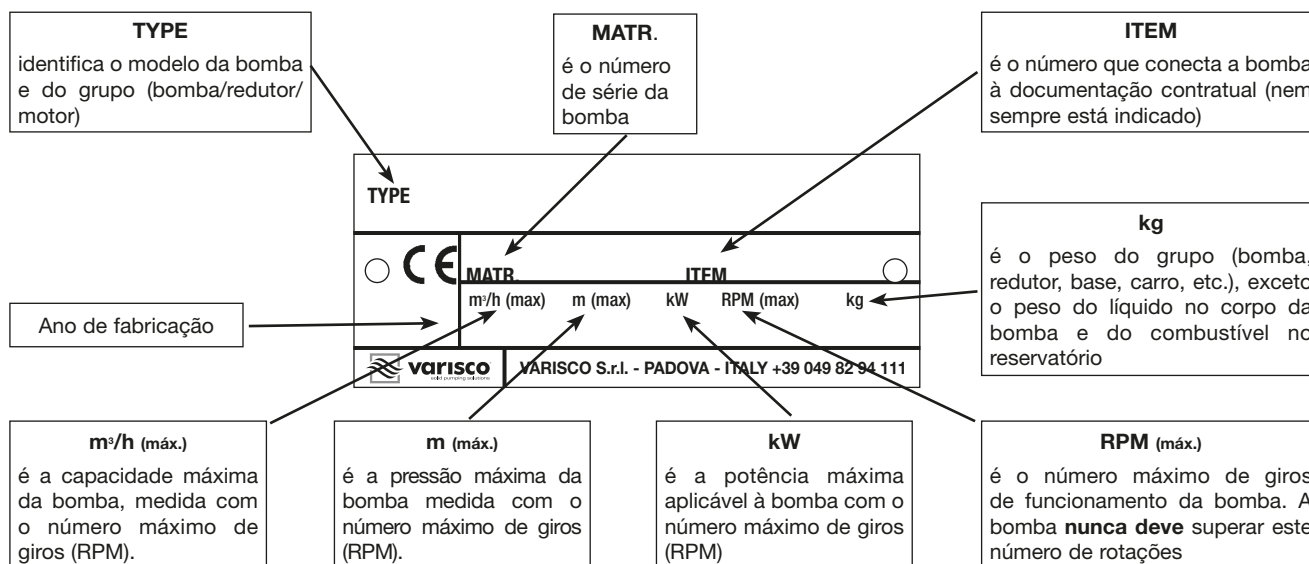 TYPE
identifica o modelo da bomba
e do grupo (bomba/redutor/
motor)
MATR.
é o número
de série da
bomba
ITEM
é o número que conecta a bomba
à documentação contratual (nem
sempre está indicado)
TYPE
CE
MATR. ITEM
m³/h (max) m (max) kW RPM (max) kg
varisco
solid pumping solutions
VARISCO S.r.l. - PADOVA - ITALY +39 049 82 94 111
Ano de fabricação
kg
é o peso do grupo (bomba,
redutor, base, carro, etc.), exceto
o peso do líquido no corpo da
bomba e do combustível no
reservatório
m³/h (máx.)
é a capacidade máxima
da bomba, medida com
o número máximo de
giros (RPM).
m (máx.)
é a pressão máxima da
bomba medida com o
número máximo de giros
(RPM).
kW
é a potência máxima
aplicável à bomba com o
número máximo de giros
(RPM)
RPM (máx.)
é o número máximo de giros
de funcionamento da bomba. A
bomba nunca deve superar este
número de rotações